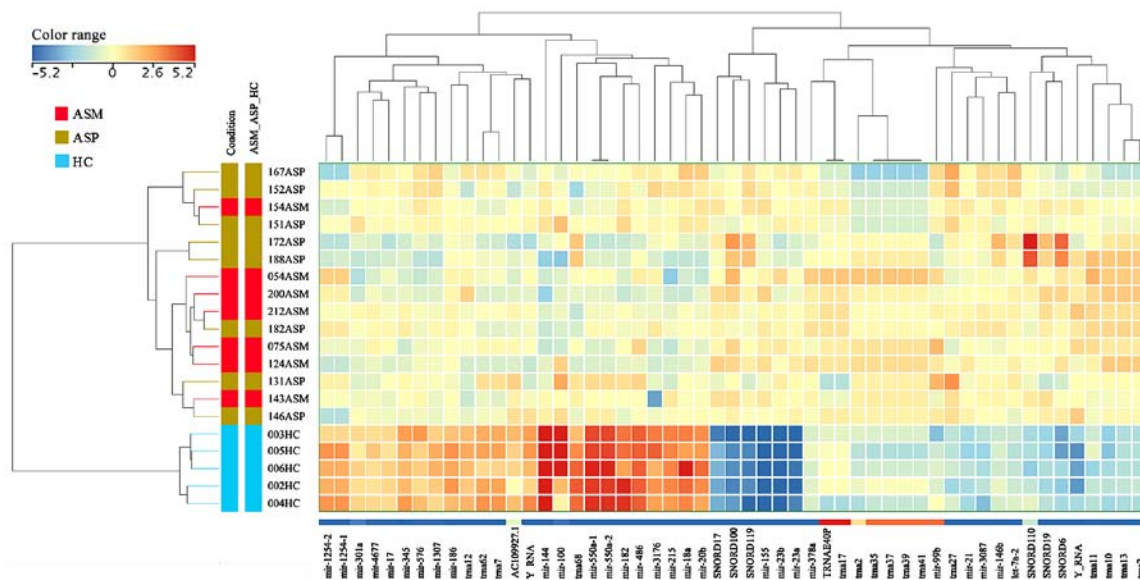 Color range
-5.2 0 2.6 5.2
ASM
ASP
HC
Condition
ASM_ASP_HC
167ASP
152ASP
154ASM
151ASP
172ASP
188ASP
054ASM
200ASM
212ASM
182ASP
075ASM
124ASM
131ASP
143ASM
146ASP
003HC
005HC
006HC
002HC
004HC
mir-1254-2
mir-1254-1
mir-301a
mir-4677
mir-17
mir-345
mir-576
mir-1307
mir-186
trna12
trna62
trna7
AC109927.1
Y_RNA
mir-144
mir-100
trna68
mir-550a-1
mir-550a-2
mir-182
mir-486
mir-3176
mir-215
mir-18a
mir-20b
SNORD17
SNORD100
SNORD119
mir-155
mir-23b
mir-23a
mir-378a
TRNAE40P
trna17
trna2
trna35
trna37
trna39
trna41
mir-99b
trna27
mir-21
mir-3087
mir-146b
let-7a-2
SNORD110
SNORD19
SNORD6
Y_RNA
trna11
trna10
trna13